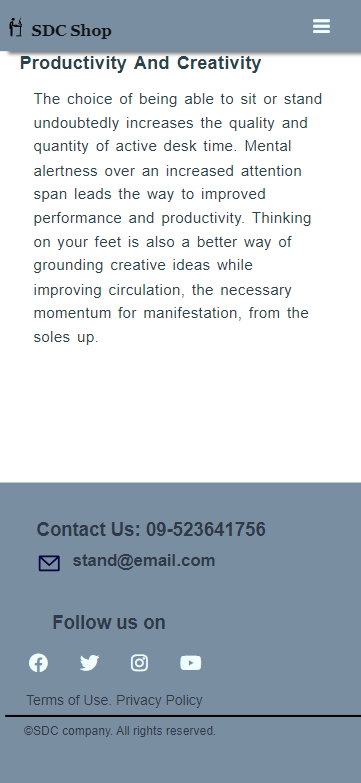 SDC Shop
Productivity And Creativity
The choice of being able to sit or stand
undoubtedly increases the quality and
quantity of active desk time. Mental
alertness over an increased attention
span leads the way to improved
performance and productivity. Thinking
on your feet is also a better way of
grounding creative ideas while
improving circulation, the necessary
momentum for manifestation, from the
soles up.
Contact Us: 09-523641756
stand@email.com
Follow us on
Terms of Use. Privacy Policy
©SDC company. All rights reserved.